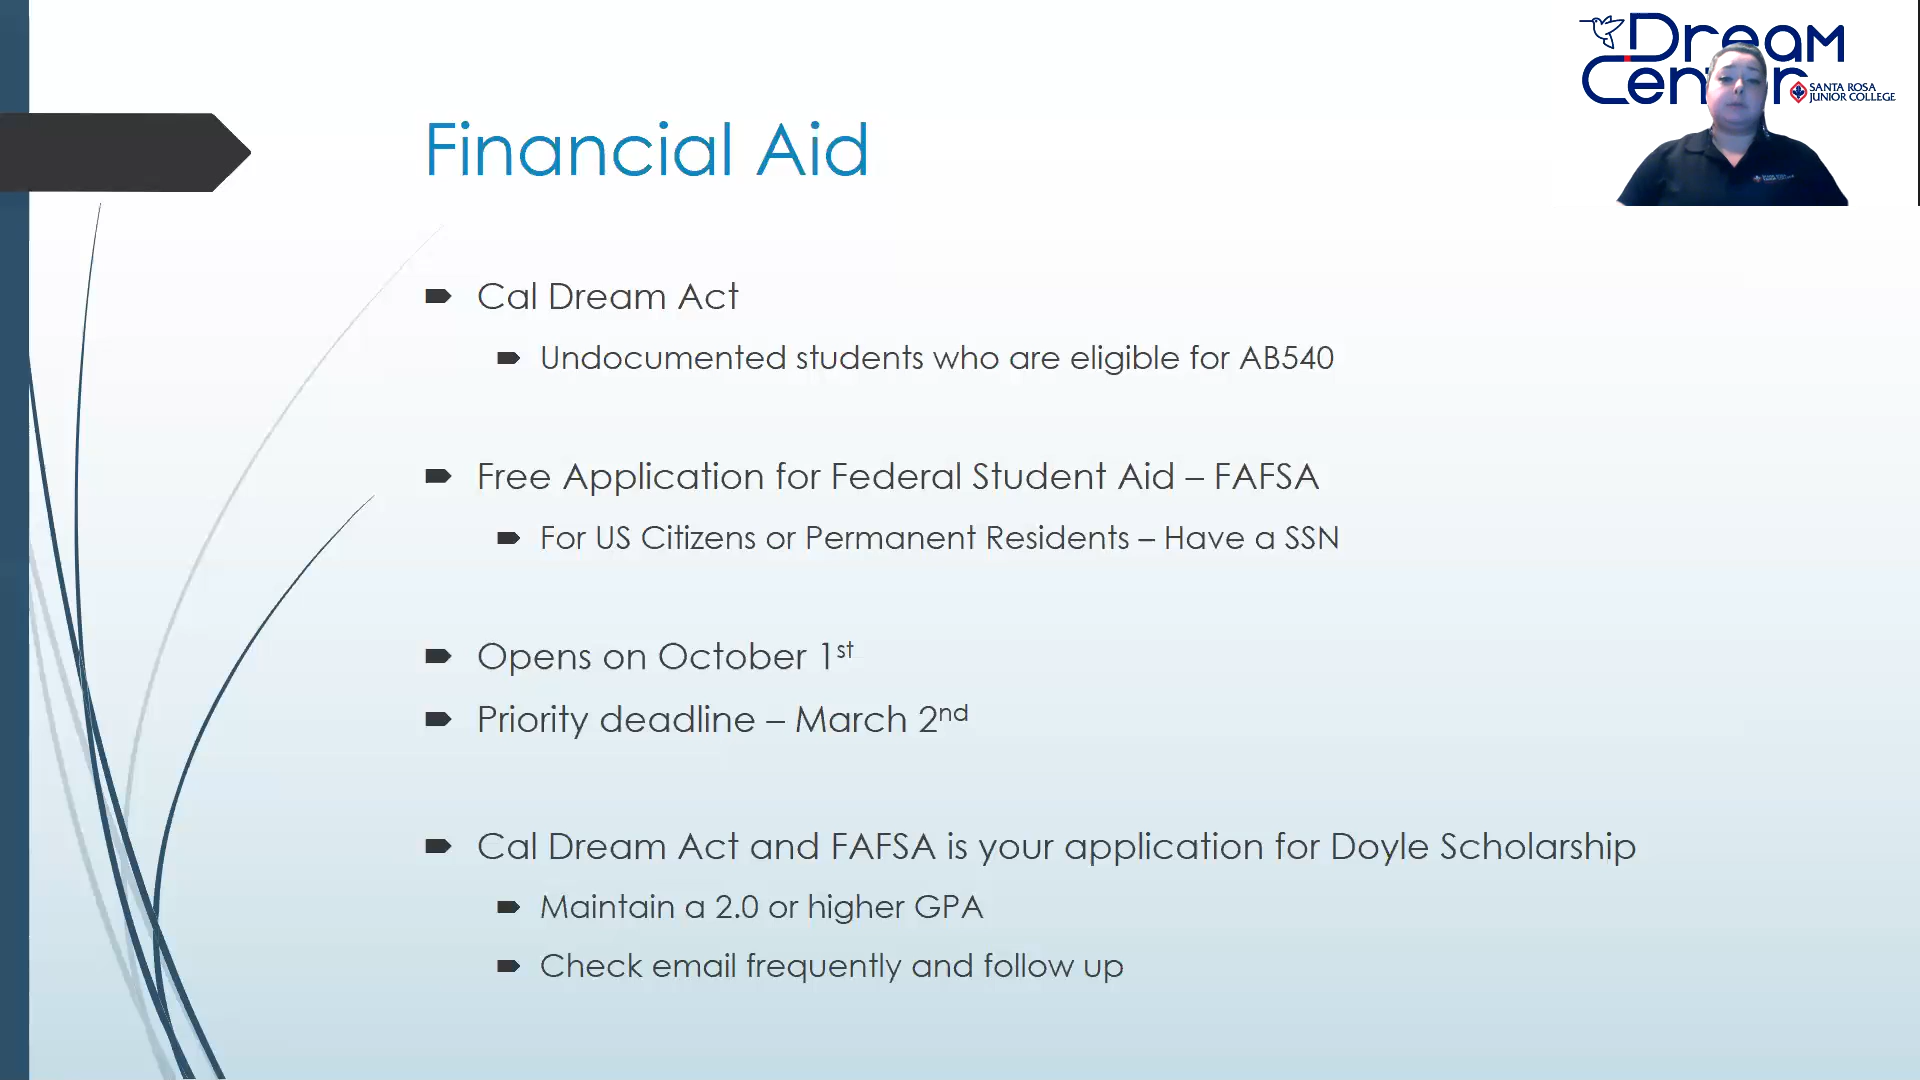 Dream
Center
SANTA ROSA
JUNIOR COLLEGE
Financial Aid
Cal Dream Act
Undocumented students who are eligible for AB540
Free Application for Federal Student Aid – FAFSA
For US Citizens or Permanent Residents – Have a SSN
Opens on October 1st
Priority deadline – March 2nd
Cal Dream Act and FAFSA is your application for Doyle Scholarship
Maintain a 2.0 or higher GPA
Check email frequently and follow up